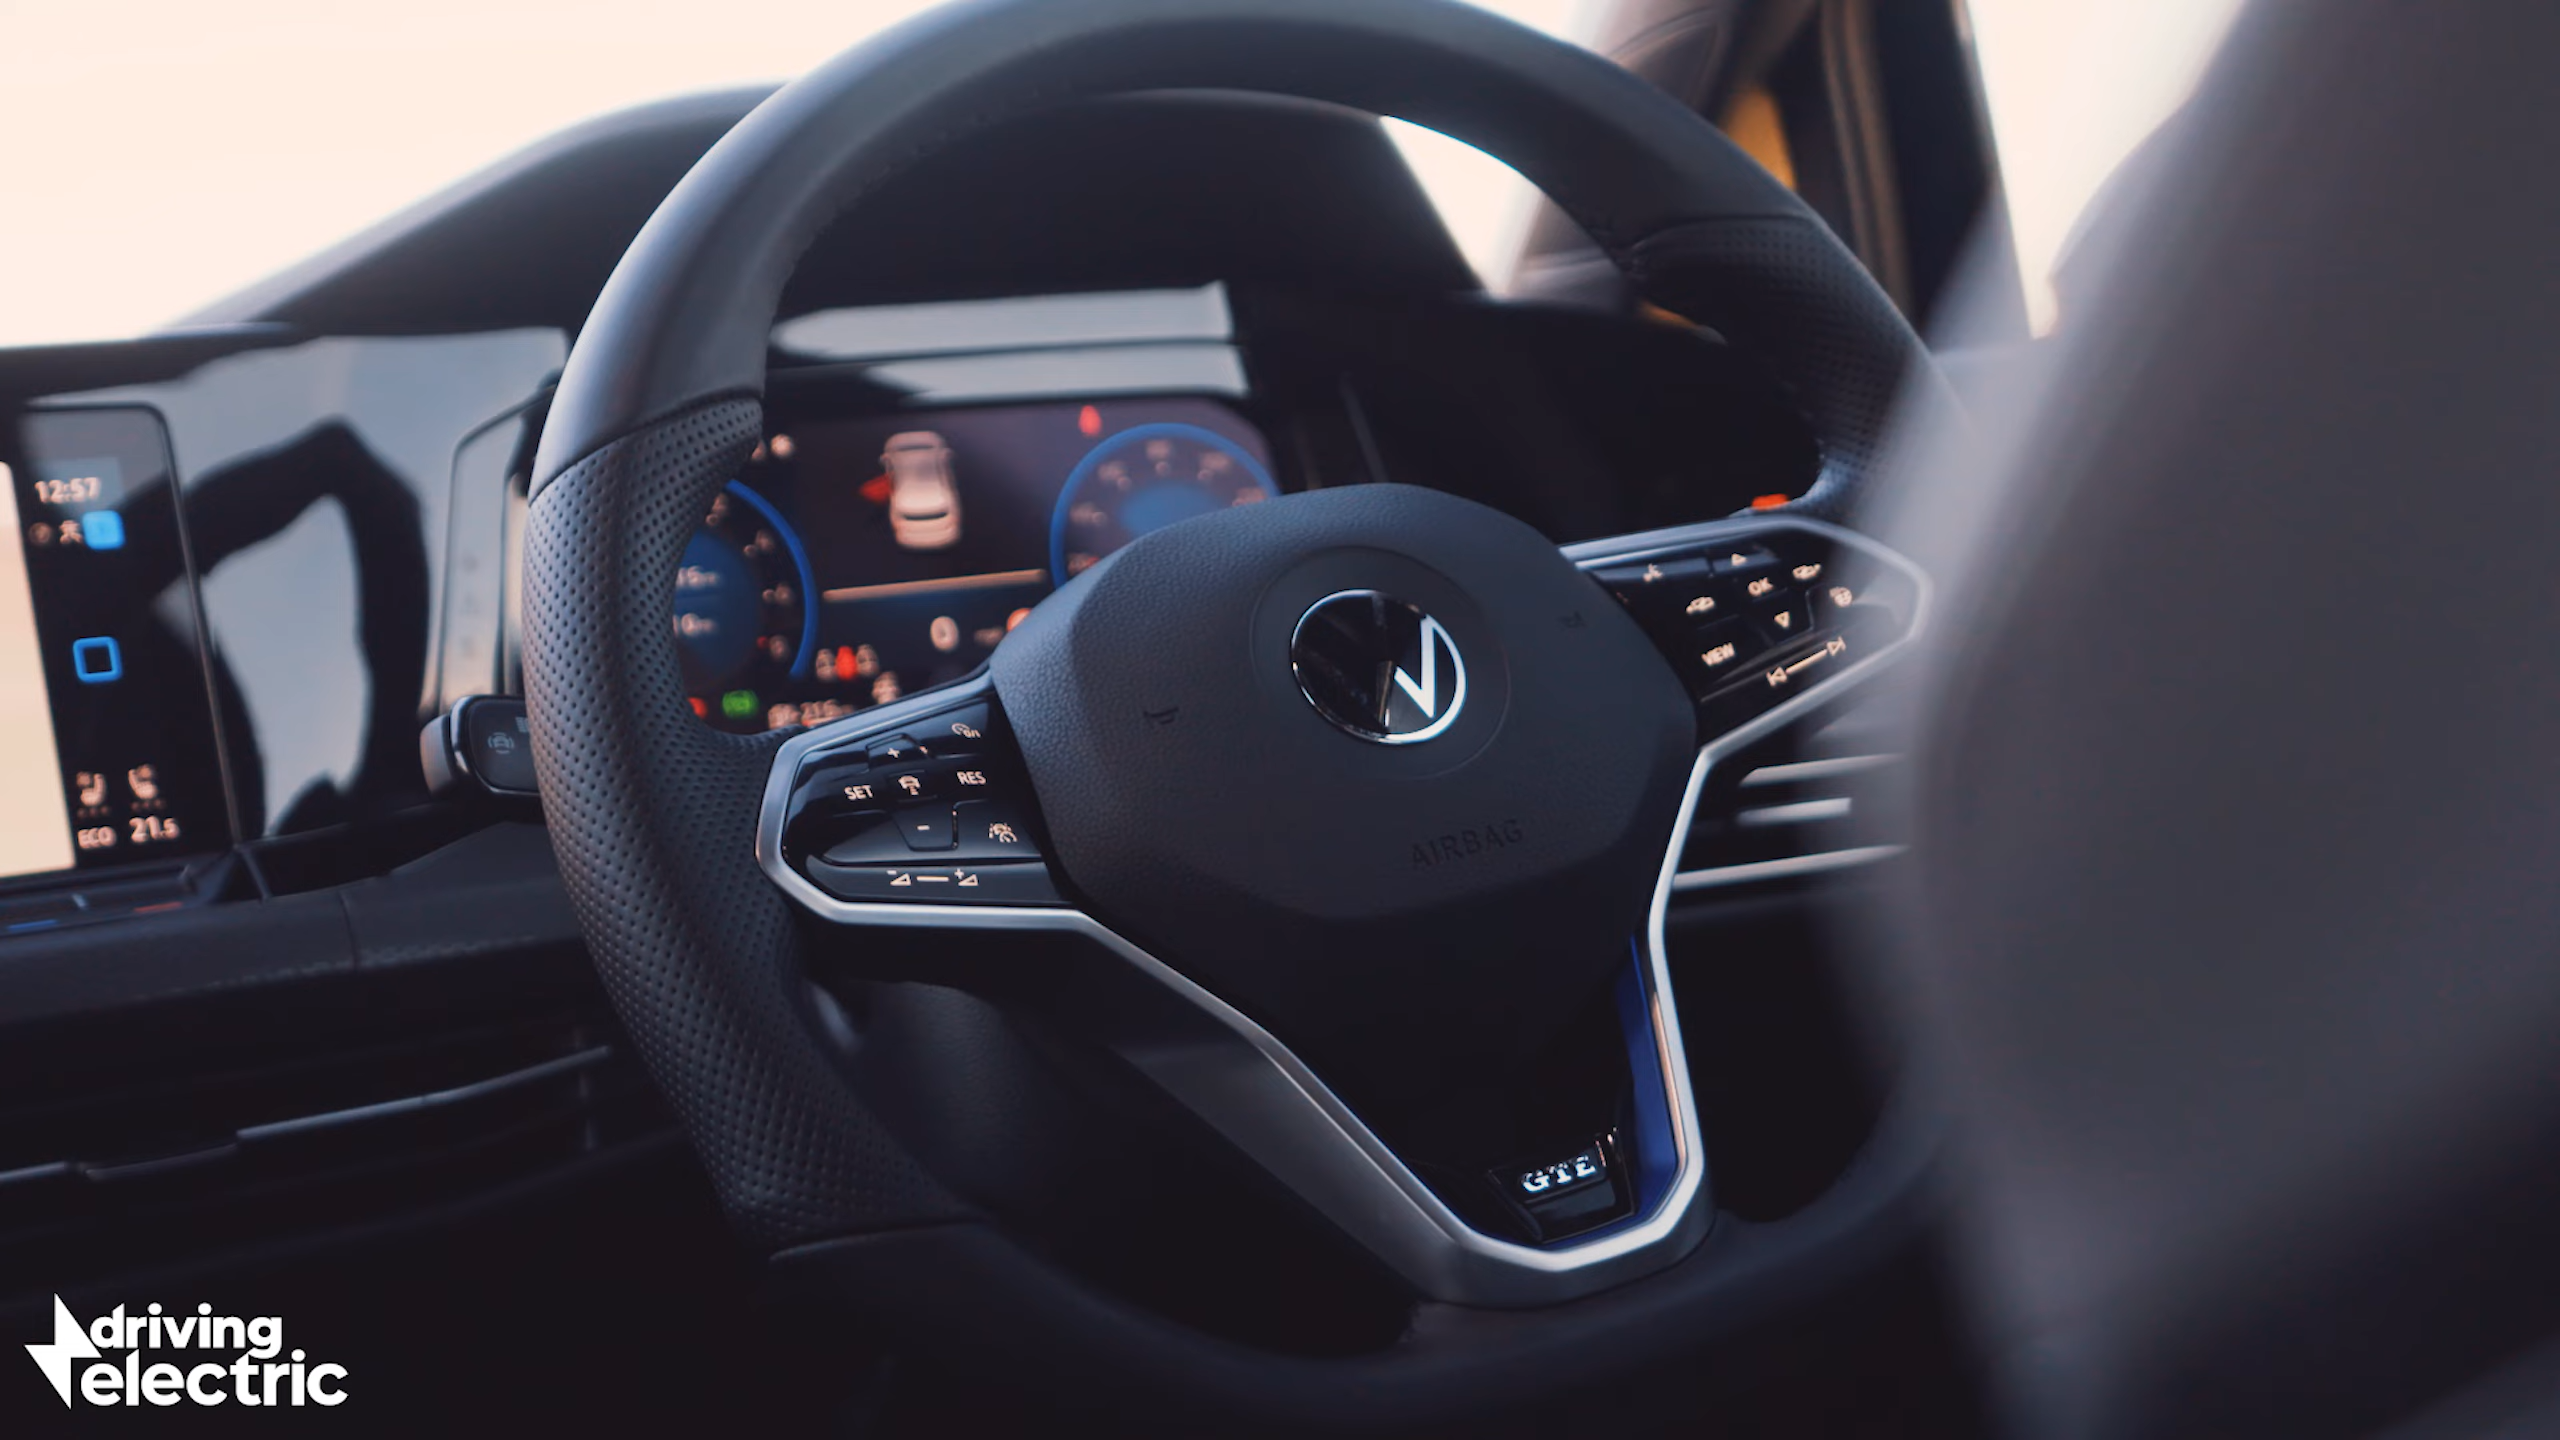 12:57
ECO 21.5
SET
RES
OK
VIEW
AIRBAG
GTE
driving
electric